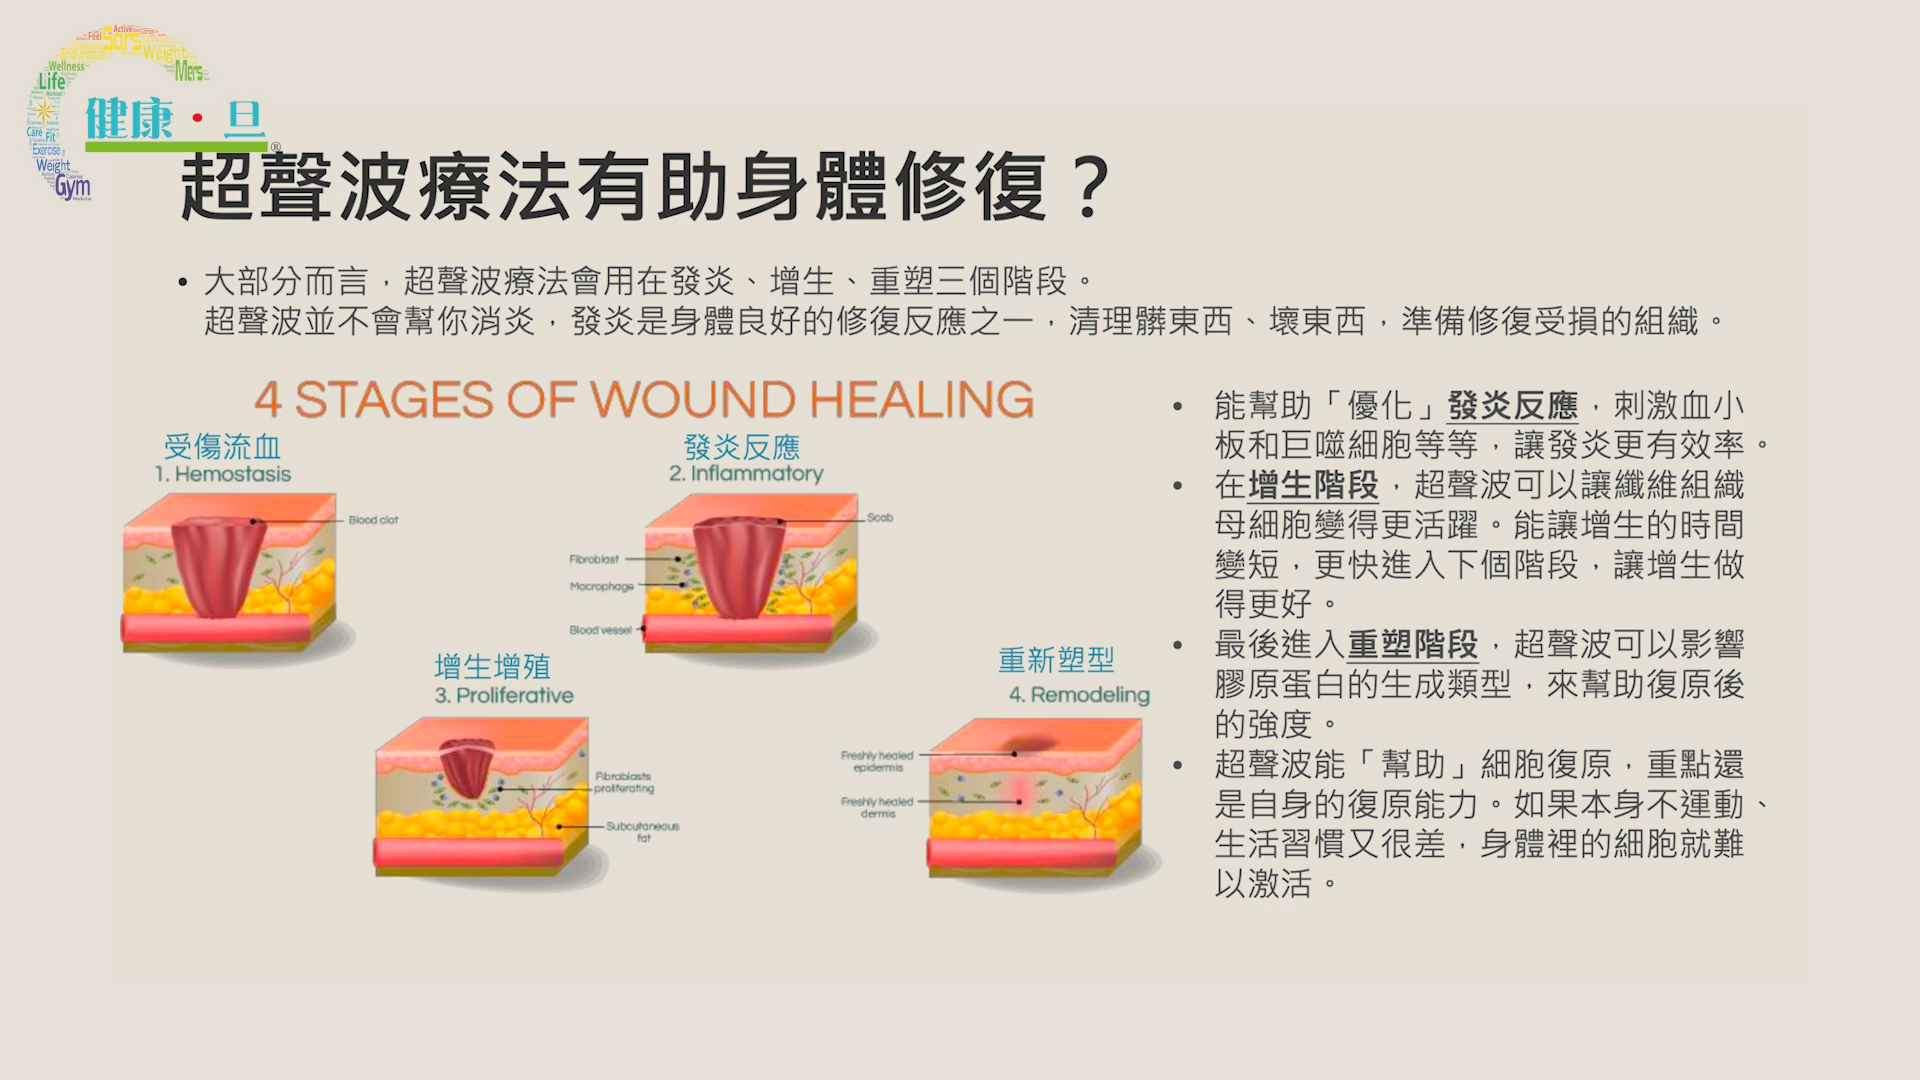 Feel
Active
Sars
Weight
Mers
Wellness
Life
Care
Fit
Exercise
Weight
Gym
健康・旦
®
超聲波療法有助身體修復？
• 大部分而言，超聲波療法會用在發炎、增生、重塑三個階段。
超聲波並不會幫你消炎，發炎是身體良好的修復反應之一，清理髒東西、壞東西，準備修復受損的組織。
4 STAGES OF WOUND HEALING
受傷流血
1. Hemostasis
Blood clot
發炎反應
2. Inflammatory
Scab
Fibroblast
Macrophage
Blood vessel
增生增殖
3. Proliferative
Fibroblasts
proliferating
Subcutaneous
fat
重新塑型
4. Remodeling
Freshly healed
epidermis
Freshly healed
dermis
• 能幫助「優化」發炎反應，刺激血小
板和巨噬細胞等等，讓發炎更有效率。
• 在增生階段，超聲波可以讓纖維組織
母細胞變得更活躍。能讓增生的時間
變短，更快進入下個階段，讓增生做
得更好。
• 最後進入重塑階段，超聲波可以影響
膠原蛋白的生成類型，來幫助復原後
的強度。
• 超聲波能「幫助」細胞復原，重點還
是自身的復原能力。如果本身不運動、
生活習慣又很差，身體裡的細胞就難
以激活。